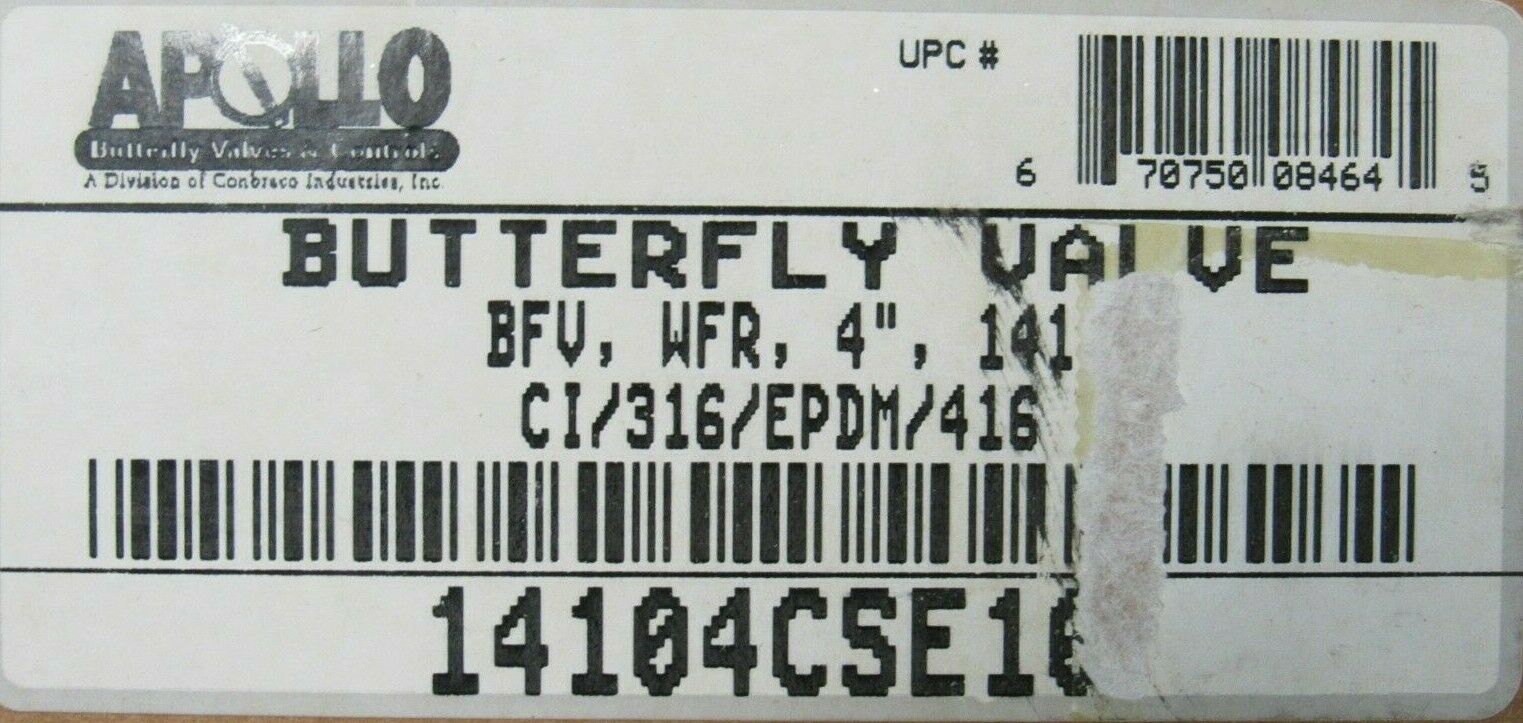 APOLLO
Butterfly Valves & Controls
A Division of Conbraco Industries, Inc.
UPC #
6 70750 08464 5
BUTTERFLY VALVE
BFV, WFR, 4", 141
CI/316/EPDM/416